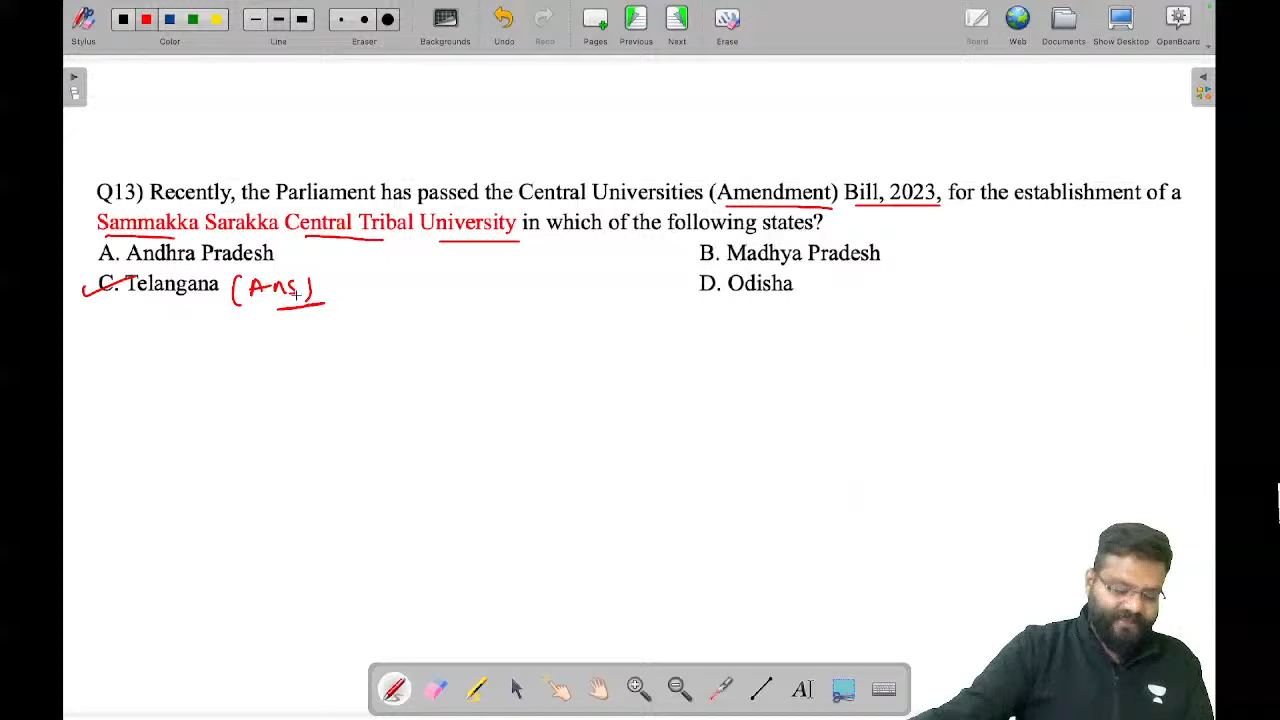 Stylus
Color
Line
Eraser
Backgrounds
Undo
Redo
Pages
Previous
Next
Erase
Board
Web
Documents
Show Desktop
OpenBoard
Q13) Recently, the Parliament has passed the Central Universities (Amendment) Bill, 2023, for the establishment of a
Sammakka Sarakka Central Tribal University in which of the following states?
A. Andhra Pradesh
B. Madhya Pradesh
C. Telangana (Ans)
D. Odisha
AI